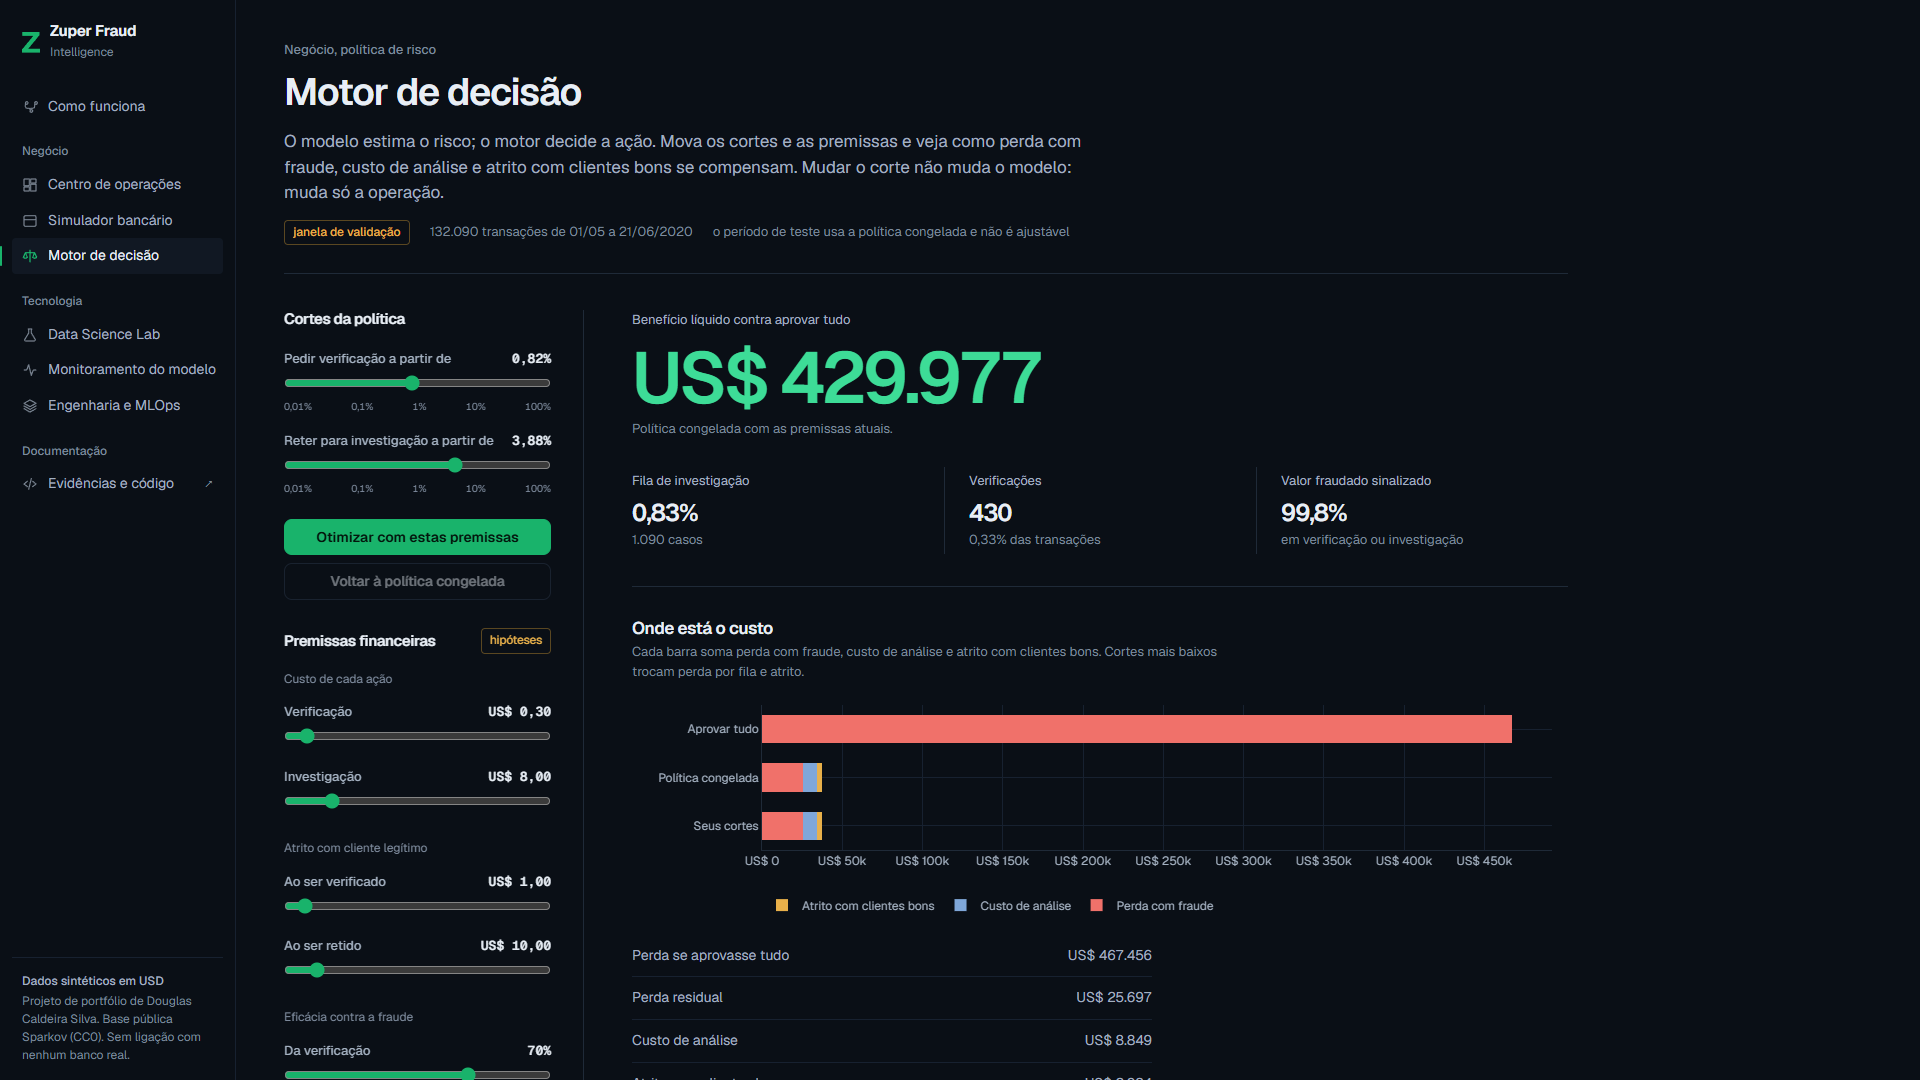 Zuper Fraud
Intelligence
Como funciona
Negócio
Centro de operações
Simulador bancário
Motor de decisão
Tecnologia
Data Science Lab
Monitoramento do modelo
Engenharia e MLOps
Documentação
Evidências e código ↗
Dados sintéticos em USD
Projeto de portfólio de Douglas
Caldeira Silva. Base pública
Sparkov (CC0). Sem ligação com
nenhum banco real.
Negócio, política de risco
Motor de decisão
O modelo estima o risco; o motor decide a ação. Mova os cortes e as premissas e veja como perda com
fraude, custo de análise e atrito com clientes bons se compensam. Mudar o corte não muda o modelo:
muda só a operação.
janela de validação 132.090 transações de 01/05 a 21/06/2020 o período de teste usa a política congelada e não é ajustável
Cortes da política
Pedir verificação a partir de 0,82%
0,01% 0,1% 1% 10% 100%
Reter para investigação a partir de 3,88%
0,01% 0,1% 1% 10% 100%
Otimizar com estas premissas
Voltar à política congelada
Premissas financeiras hipóteses
Custo de cada ação
Verificação US$ 0,30
Investigação US$ 8,00
Atrito com cliente legítimo
Ao ser verificado US$ 1,00
Ao ser retido US$ 10,00
Eficácia contra a fraude
Da verificação 70%
Benefício líquido contra aprovar tudo
US$ 429.977
Política congelada com as premissas atuais.
Fila de investigação
0,83%
1.090 casos
Verificações
430
0,33% das transações
Valor fraudado sinalizado
99,8%
em verificação ou investigação
Onde está o custo
Cada barra soma perda com fraude, custo de análise e atrito com clientes bons. Cortes mais baixos
trocam perda por fila e atrito.
Aprovar tudo
Política congelada
Seus cortes
US$ 0 US$ 50k US$ 100k US$ 150k US$ 200k US$ 250k US$ 300k US$ 350k US$ 400k US$ 450k
Atrito com clientes bons Custo de análise Perda com fraude
Perda se aprovasse tudo US$ 467.456
Perda residual US$ 25.697
Custo de análise US$ 8.849